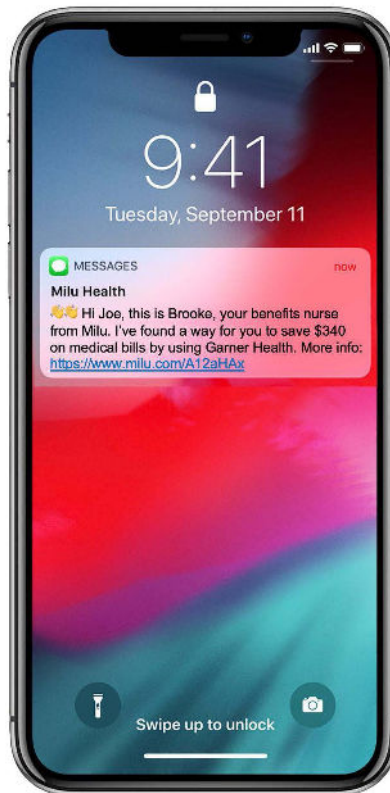 9:41
Tuesday, September 11
MESSAGES
now
Milu Health
👋👋 Hi Joe, this is Brooke, your benefits nurse
from Milu. I've found a way for you to save $340
on medical bills by using Garner Health. More info:
https://www.milu.com/A12aHAx
Swipe up to unlock